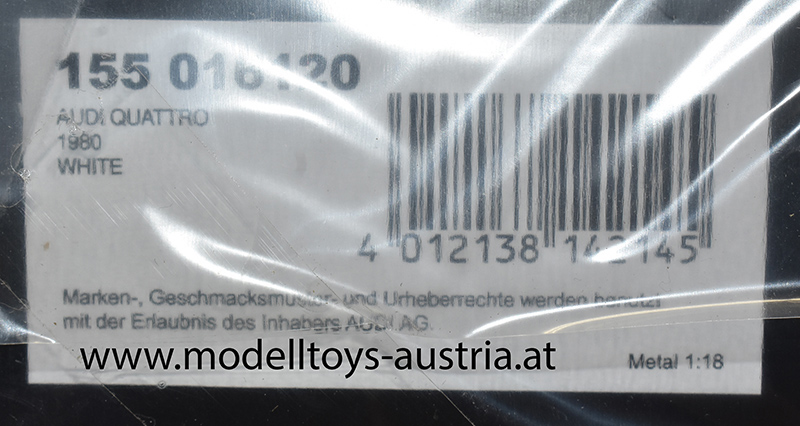 155 016120
AUDI QUATTRO
1980
WHITE
4 012138 142145
Marken-, Geschmacksmuster- und Urheberrechte werden benutzt
mit der Erlaubnis des Inhabers AUDI AG.
www.modelltoys-austria.at
Metal 1:18